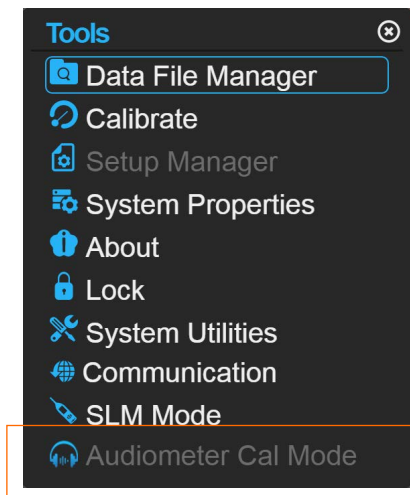 Tools
Data File Manager
Calibrate
Setup Manager
System Properties
About
Lock
System Utilities
Communication
SLM Mode
Audiometer Cal Mode